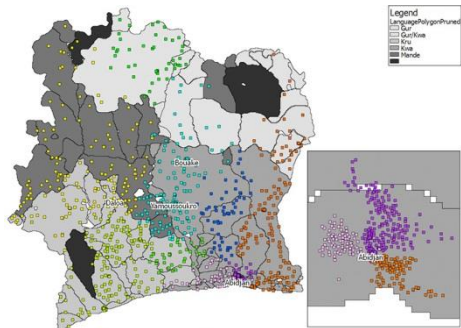 Legend
LanguagePolygonPruned
Gur
Gur/Kwa
Kru
Kwa
Mande
Bouake
Daloa
Yamoussoukro
Abidjan
Abidjan